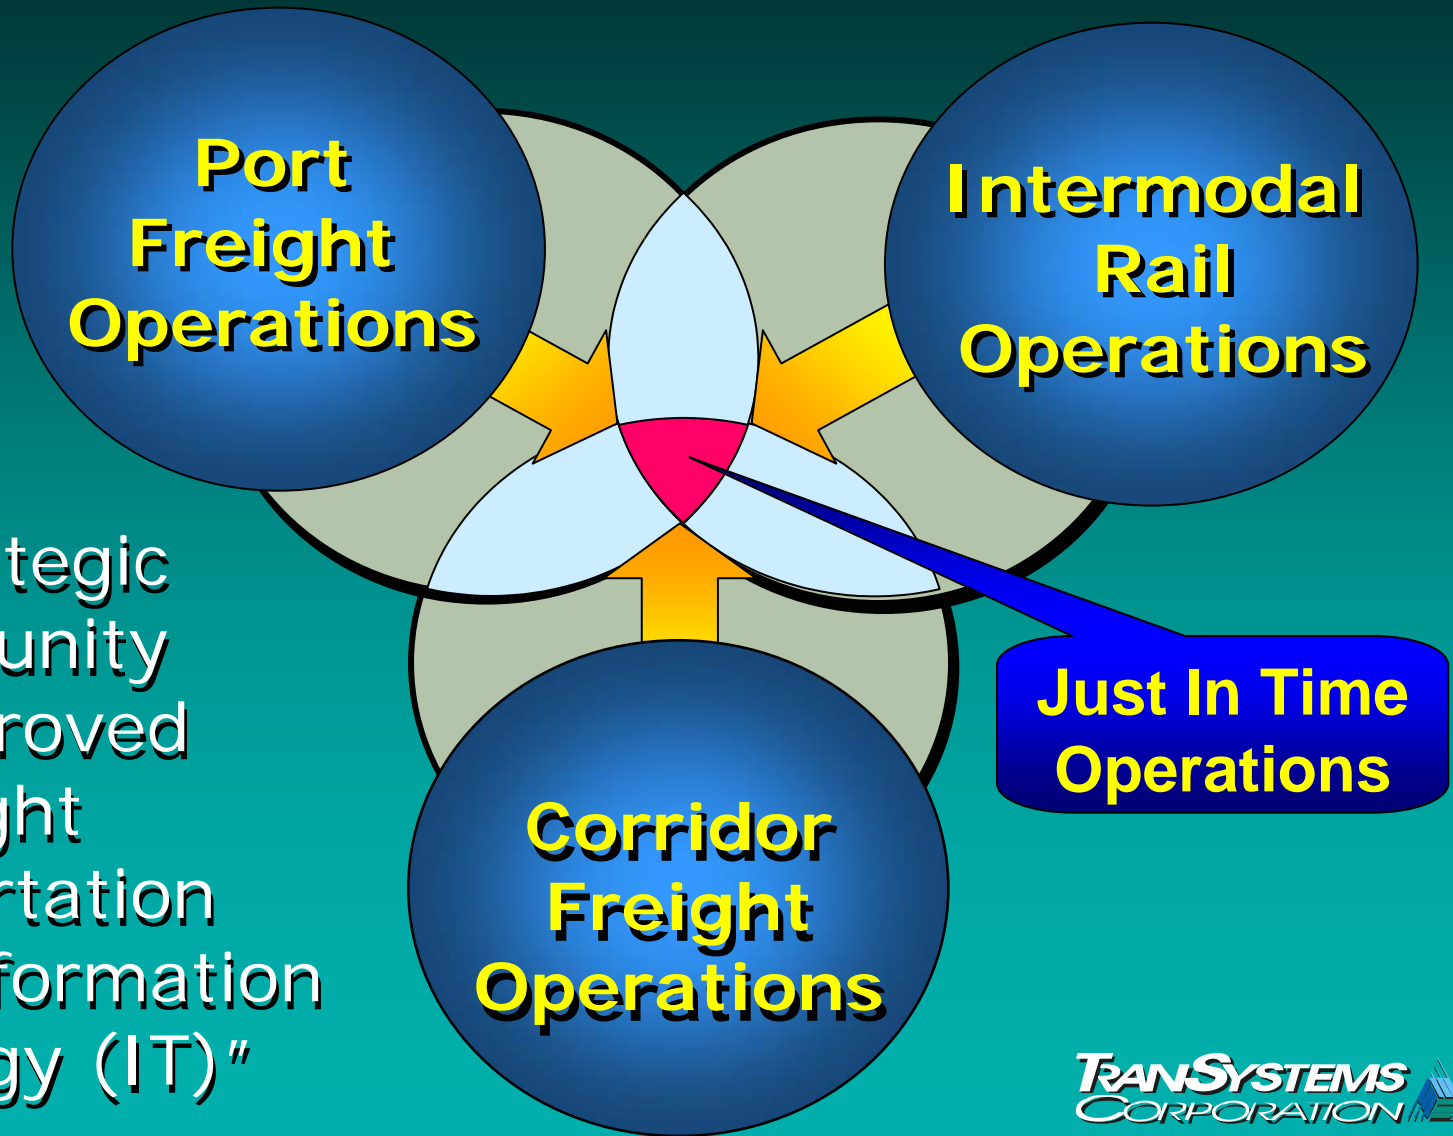 Port
Freight
Operations
Intermodal
Rail
Operations
tegic
unity
roved
ght
rtation
formation
gy (IT)"
Just In Time
Operations
Corridor
Freight
Operations
TRANSYSTEMS
CORPORATION